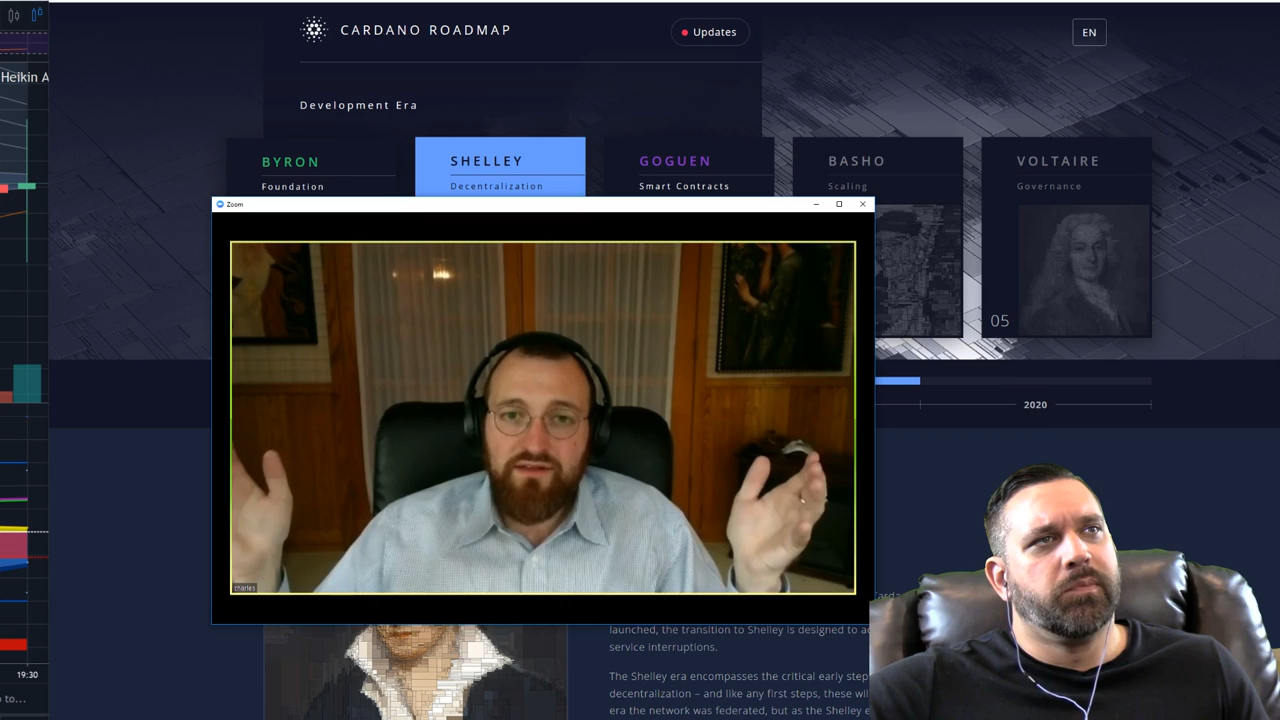 CARDANO ROADMAP
Updates
EN
Heikin A
Development Era
BYRON
Foundation
SHELLEY
Decentralization
GOGUEN
Smart Contracts
BASHO
Scaling
VOLTAIRE
Governance
Zoom
05
2020
charles
Carda
launched, the transition to Shelley is designed to a
service interruptions.
The Shelley era encompasses the critical early step
decentralization – and like any first steps, these wil
era the network was federated, but as the Shelley e
19:30
to...